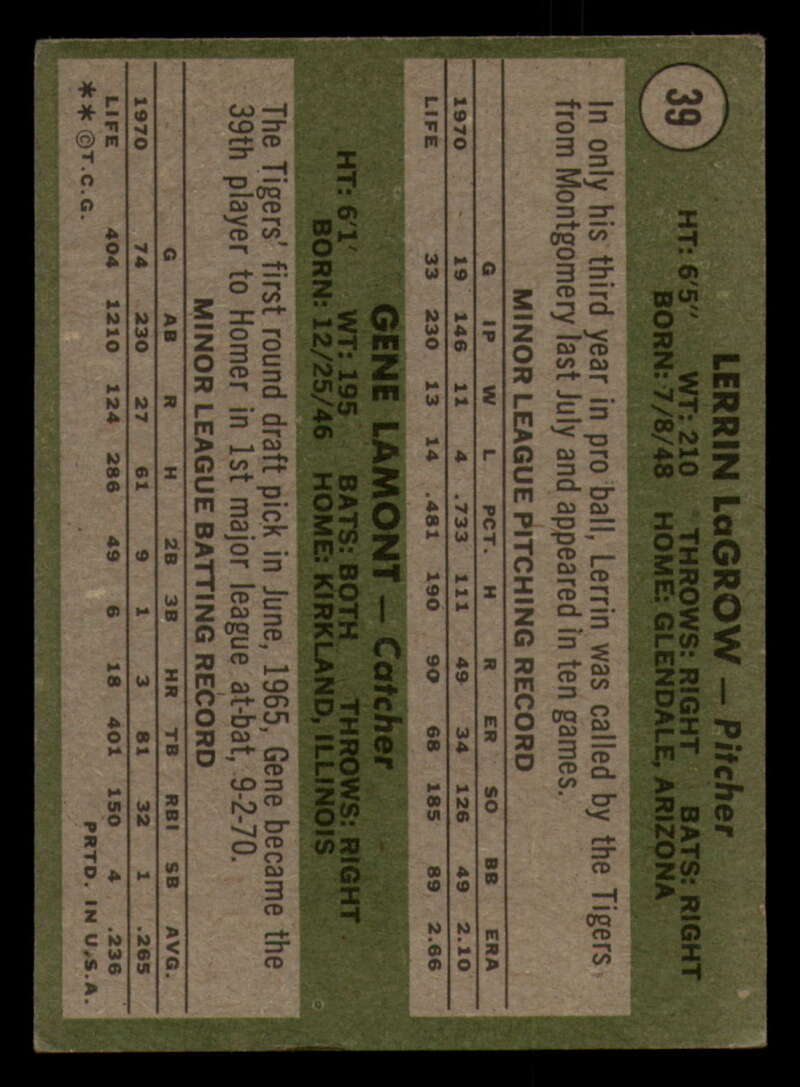 39
LERRIN LaGROW — Pitcher
HT: 6'5" WT: 210 THROWS: RIGHT BATS: RIGHT
BORN: 7/8/48 HOME: GLENDALE, ARIZONA
In only his third year in pro ball, Lerrin was called by the Tigers
from Montgomery last July and appeared in ten games.
MINOR LEAGUE PITCHING RECORD
G IP W L PCT. H R ER SO BB ERA
1970 19 146 11 4 .733 111 49 34 126 49 2.10
LIFE 33 230 13 14 .481 190 90 68 185 89 2.66
GENE LAMONT — Catcher
HT: 6'1' WT: 195 BATS: BOTH THROWS: RIGHT
BORN: 12/25/46 HOME: KIRKLAND, ILLINOIS
The Tigers' first round draft pick in June, 1965, Gene became the
39th player to Homer in 1st major league at-bat, 9-2-70.
MINOR LEAGUE BATTING RECORD
G AB R H 2B 3B HR TB RBI SB AVG.
1970 74 230 27 61 9 1 3 81 32 1 .265
LIFE 404 1210 124 286 49 6 18 401 150 4 .236
**©T.C.G. PRTD. IN U.S.A.